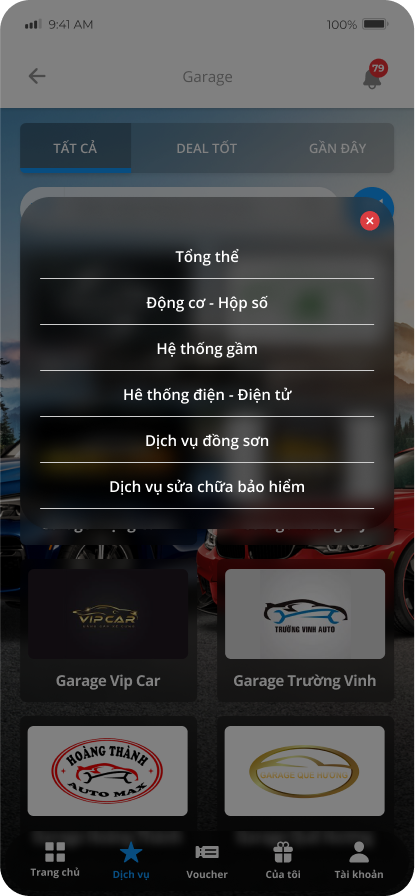 9:41 AM
100%
Garage
79
TẤT CẢ
DEAL TỐT
GẦN ĐÂY
Tổng thể
Động cơ - Hộp số
Hệ thống gầm
Hê thống điện - Điện tử
Dịch vụ đồng sơn
Dịch vụ sửa chữa bảo hiểm
VIP CAR
TRƯỜNG VINH AUTO
Garage Vip Car
Garage Trường Vinh
HOÀNG THÀNH
AUTO MAX
GARAGE QUÊ HƯƠNG
Trang chủ
Dịch vụ
Voucher
Của tôi
Tài khoản